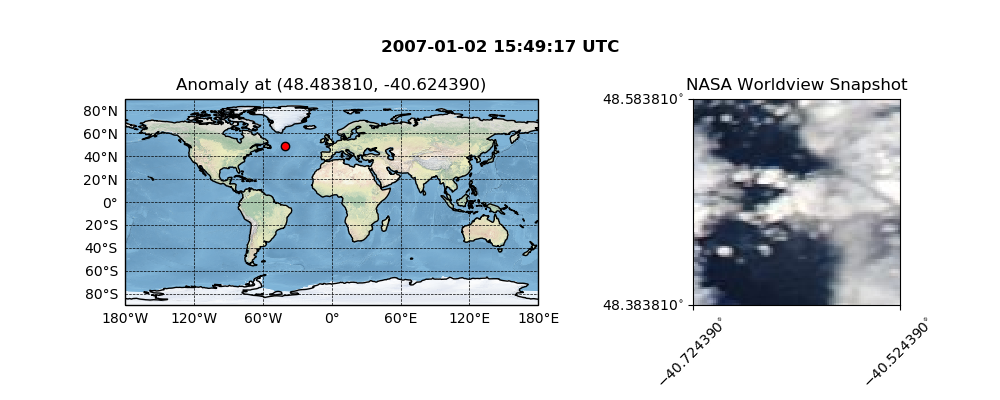 2007-01-02 15:49:17 UTC
Anomaly at (48.483810, -40.624390)
80°N
60°N
40°N
20°N
0°
20°S
40°S
60°S
80°S
180°W 120°W 60°W 0° 60°E 120°E 180°E
NASA Worldview Snapshot
48.583810°
48.383810°
−40.724390°
−40.524390°